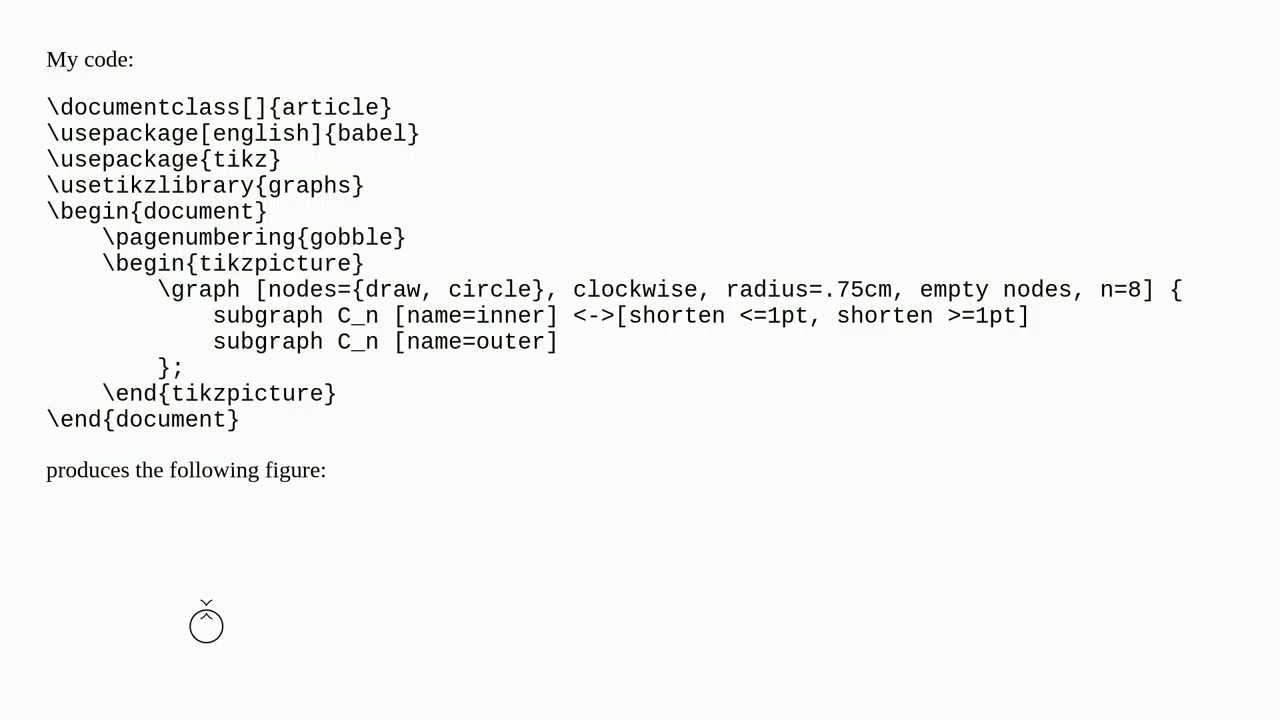 My code:
\documentclass[]{article}
\usepackage[english]{babel}
\usepackage{tikz}
\usetikzlibrary{graphs}
\begin{document}
    \pagenumbering{gobble}
    \begin{tikzpicture}
        \graph [nodes={draw, circle}, clockwise, radius=.75cm, empty nodes, n=8] {
            subgraph C_n [name=inner] <->[shorten <=1pt, shorten >=1pt]
            subgraph C_n [name=outer]
        };
    \end{tikzpicture}
\end{document}
produces the following figure: